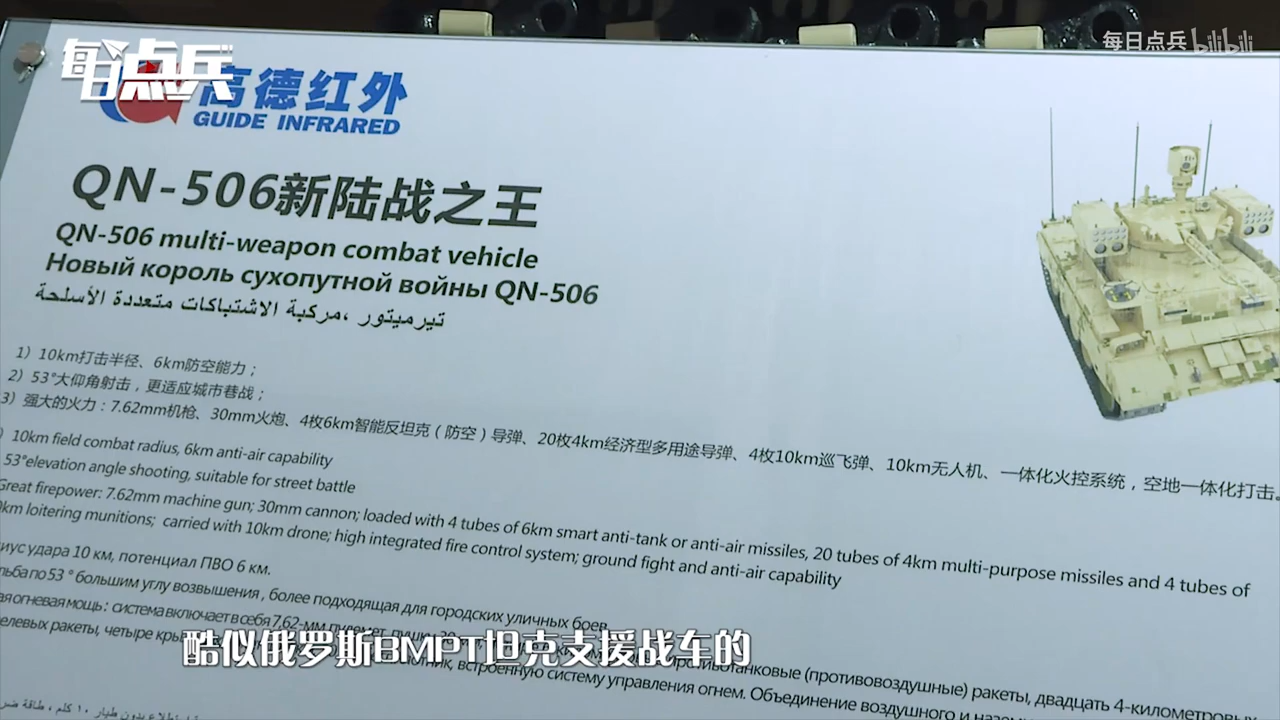 每日点兵
每日点兵 bilibili
高德红外
GUIDE INFRARED
QN-506新陆战之王
QN-506 multi-weapon combat vehicle
Новый король сухопутной войны QN-506
تيرميتور ،مركبة الاشتباكات متعددة الأسلحة
1）10km打击半径、6km防空能力；
2）53°大仰角射击，更适应城市巷战；
3）强大的火力：7.62mm机枪、30mm火炮、4枚6km智能反坦克（防空）导弹、20枚4km经济型多用途导弹、4枚10km巡飞弹、10km无人机、一体化火控系统，空地一体化打击。
10km field combat radius, 6km anti-air capability
53°elevation angle shooting, suitable for street battle
Great firepower: 7.62mm machine gun; 30mm cannon; loaded with 4 tubes of 6km smart anti-tank or anti-air missiles, 20 tubes of 4km multi-purpose missiles and 4 tubes of
km loitering munitions; carried with 10km drone; high integrated fire control system; ground fight and anti-air capability
удара 10 км, потенциал ПВО 6 км.
по 53 ° большим углу возвышения , более подходящая для городских уличных боев
огневая мощь : система включает в себя 7,62-мм (противовоздушные) ракеты, двадцать 4-километровых
ракеты, четыре встроенную систему управления огнем. Объединение воздушного и
酷似俄罗斯BMPT坦克支援战车的